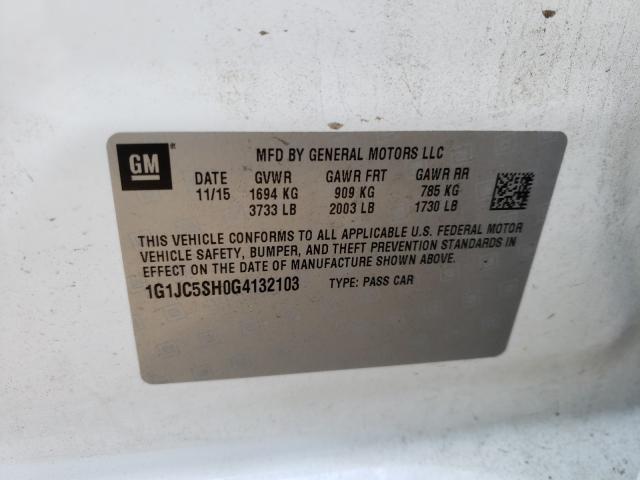 GM
MFD BY GENERAL MOTORS LLC
DATE GVWR GAWR FRT GAWR RR
11/15 1694 KG 909 KG 785 KG
3733 LB 2003 LB 1730 LB
THIS VEHICLE CONFORMS TO ALL APPLICABLE U.S. FEDERAL MOTOR
VEHICLE SAFETY, BUMPER, AND THEFT PREVENTION STANDARDS IN
EFFECT ON THE DATE OF MANUFACTURE SHOWN ABOVE.
1G1JC5SH0G4132103 TYPE: PASS CAR